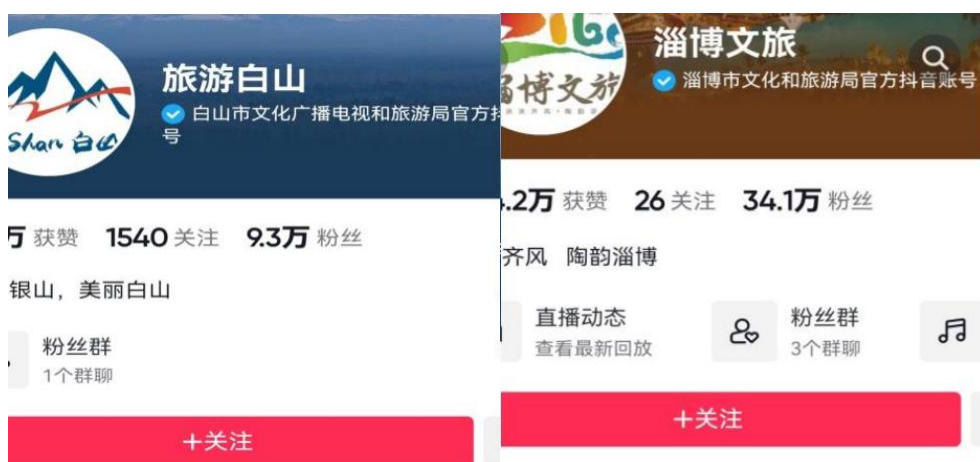 Shan 白山
旅游白山
白山市文化广播电视和旅游局官方抖
号
万 获赞 1540 关注 9.3万 粉丝
银山，美丽白山
粉丝群
1个群聊
+关注
淄博文旅
淄博文旅
淄博市文化和旅游局官方抖音账号
.2万 获赞 26 关注 34.1万 粉丝
齐风 陶韵淄博
直播动态
查看最新回放
粉丝群
3个群聊
+关注